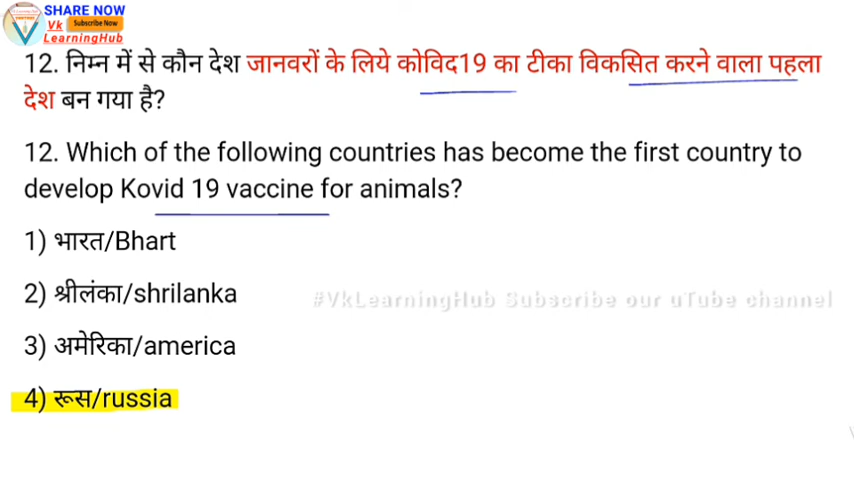 SHARE NOW
Vk Subscribe Now
LearningHub
12. निम्न में से कौन देश जानवरों के लिये कोविद19 का टीका विकसित करने वाला पहला
देश बन गया है?
12. Which of the following countries has become the first country to
develop Kovid 19 vaccine for animals?
1) भारत/Bhart
2) श्रीलंका/shrilanka
#VkLearningHub Subscribe our uTube channel
3) अमेरिका/america
4) रूस/russia